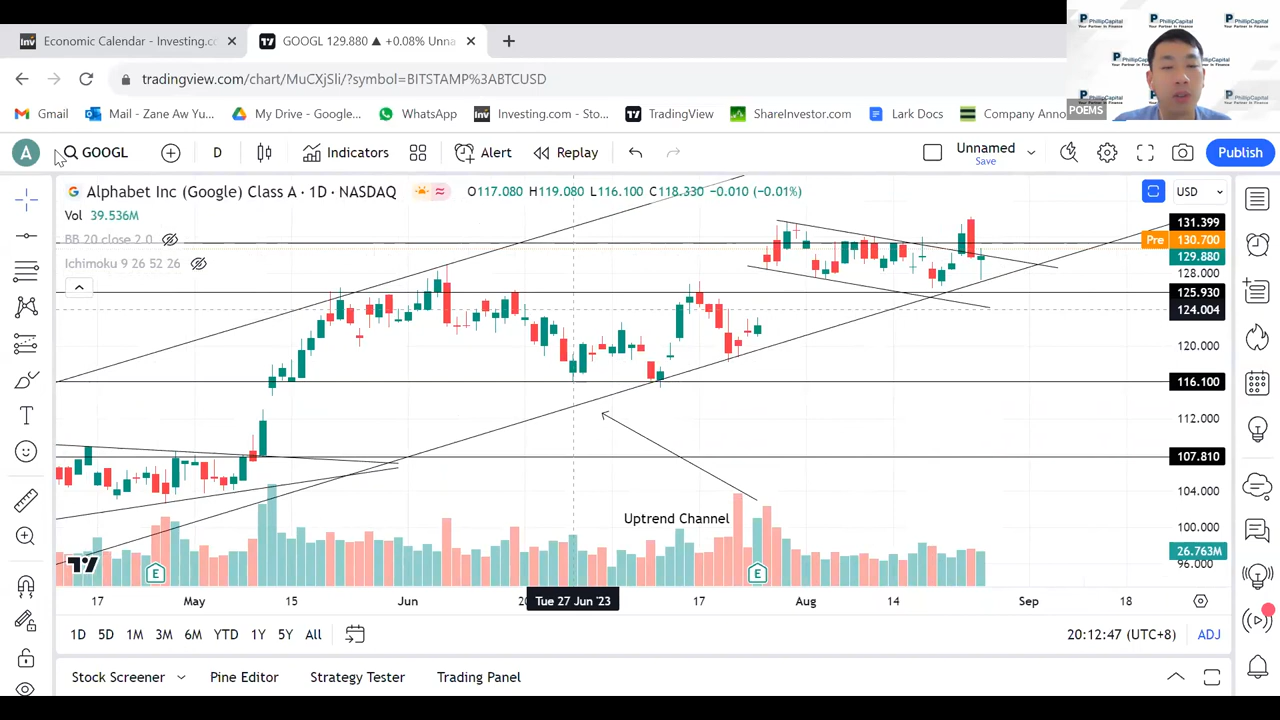 Economic Calendar - Investing.co
GOOGL 129.880 ▲ +0.08% Unna
tradingview.com/chart/MuCXjSli/?symbol=BITSTAMP%3ABTCUSD
Gmail
Mail - Zane Aw Yu...
My Drive - Google...
WhatsApp
Investing.com - Sto...
TradingView
ShareInvestor.com
Lark Docs
Company Anno
PhillipCapital
Your Partner In Finance
POEMS
A
GOOGL
D
Indicators
Alert
Replay
Unnamed
Save
Publish
Alphabet Inc (Google) Class A · 1D · NASDAQ
O117.080 H119.080 L116.100 C118.330 −0.010 (−0.01%)
USD
Vol 39.536M
BB 20 close 2 0
Ichimoku 9 26 52 26
131.399
Pre 130.700
129.880
128.000
125.930
124.004
120.000
116.100
112.000
107.810
104.000
100.000
26.763M
96.000
Uptrend Channel
E
E
17
May
15
Jun
Tue 27 Jun '23
17
Aug
14
Sep
18
1D 5D 1M 3M 6M YTD 1Y 5Y All
20:12:47 (UTC+8)
ADJ
Stock Screener
Pine Editor
Strategy Tester
Trading Panel